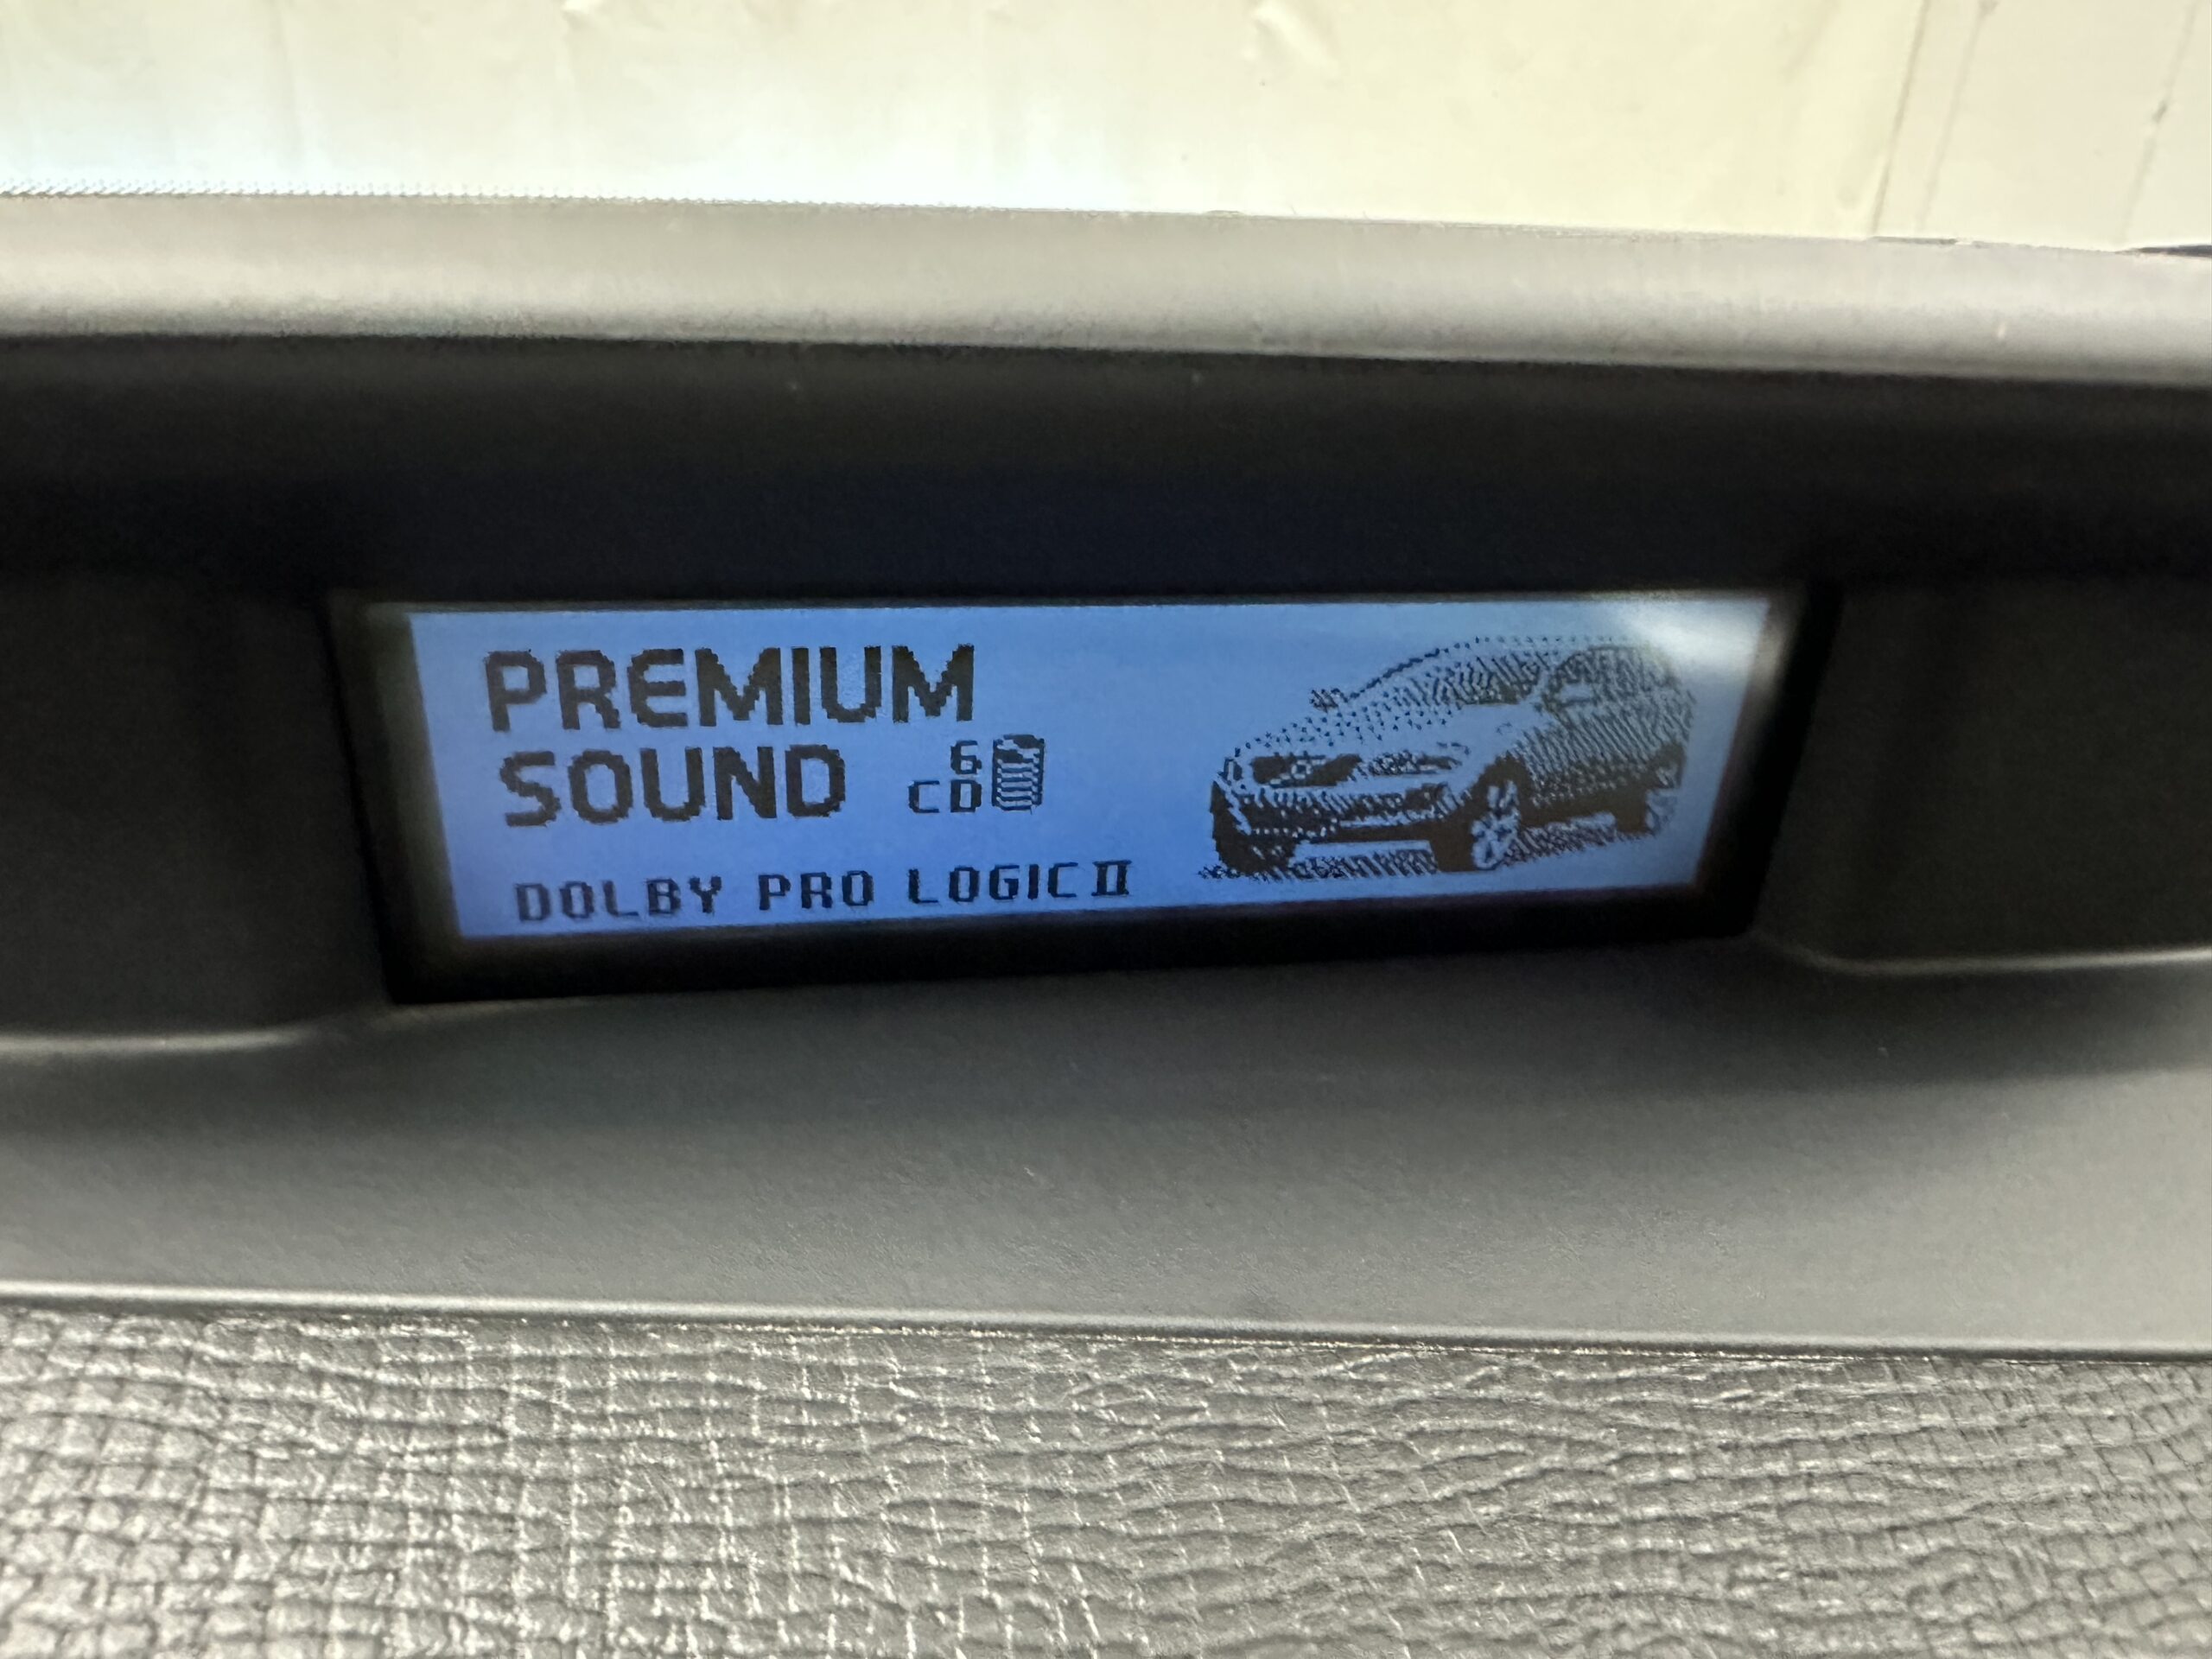 PREMIUM
SOUND 6
CD
DOLBY PRO LOGIC II